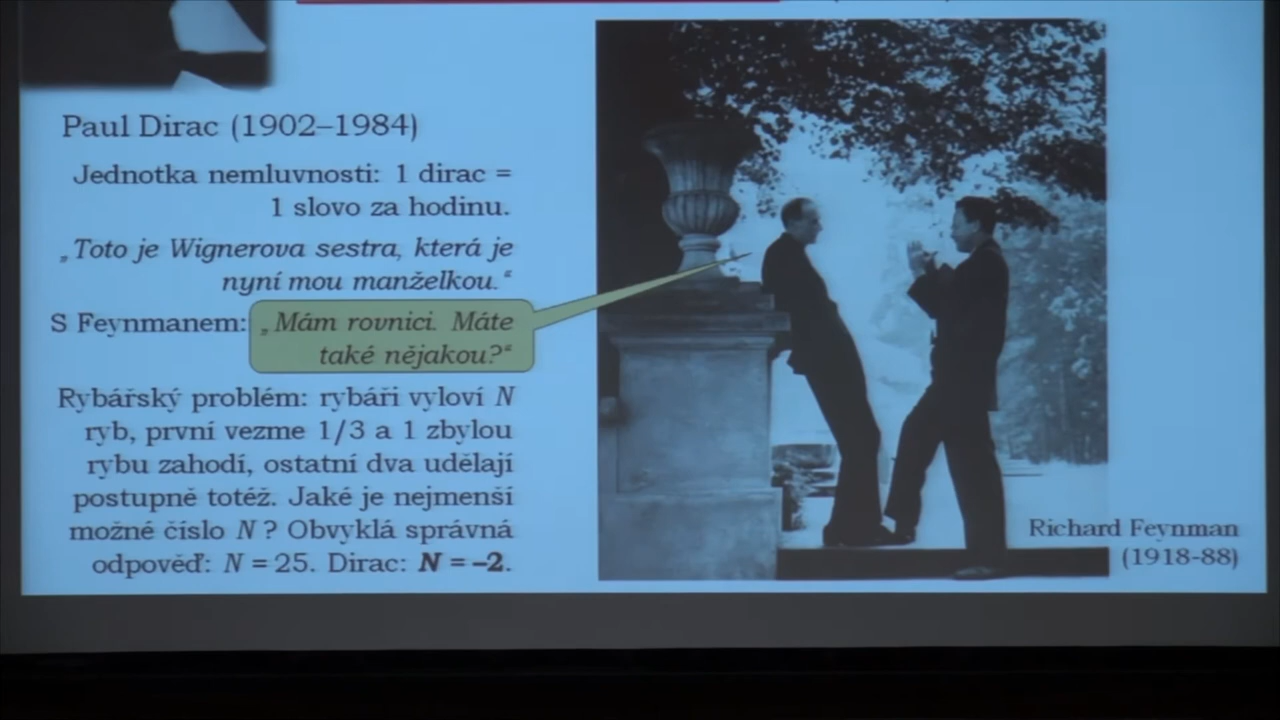 Paul Dirac (1902–1984)
Jednotka nemluvnosti: 1 dirac =
1 slovo za hodinu.
„Toto je Wignerova sestra, která je
nyní mou manželkou.“
S Feynmanem: „Mám rovnici. Máte
také nějakou?“
Rybářský problém: rybáři vyloví N
ryb, první vezme 1/3 a 1 zbylou
rybu zahodí, ostatní dva udělají
postupně totéž. Jaké je nejmenší
možné číslo N ? Obvyklá správná
odpověď: N = 25. Dirac: N = –2.
Richard Feynman
(1918-88)